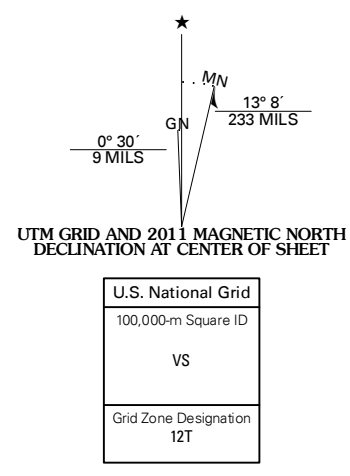 MN
13° 8´
233 MILS
GN
0° 30´
9 MILS
UTM GRID AND 2011 MAGNETIC NORTH
DECLINATION AT CENTER OF SHEET
U.S. National Grid
100,000-m Square ID
VS
Grid Zone Designation
12T